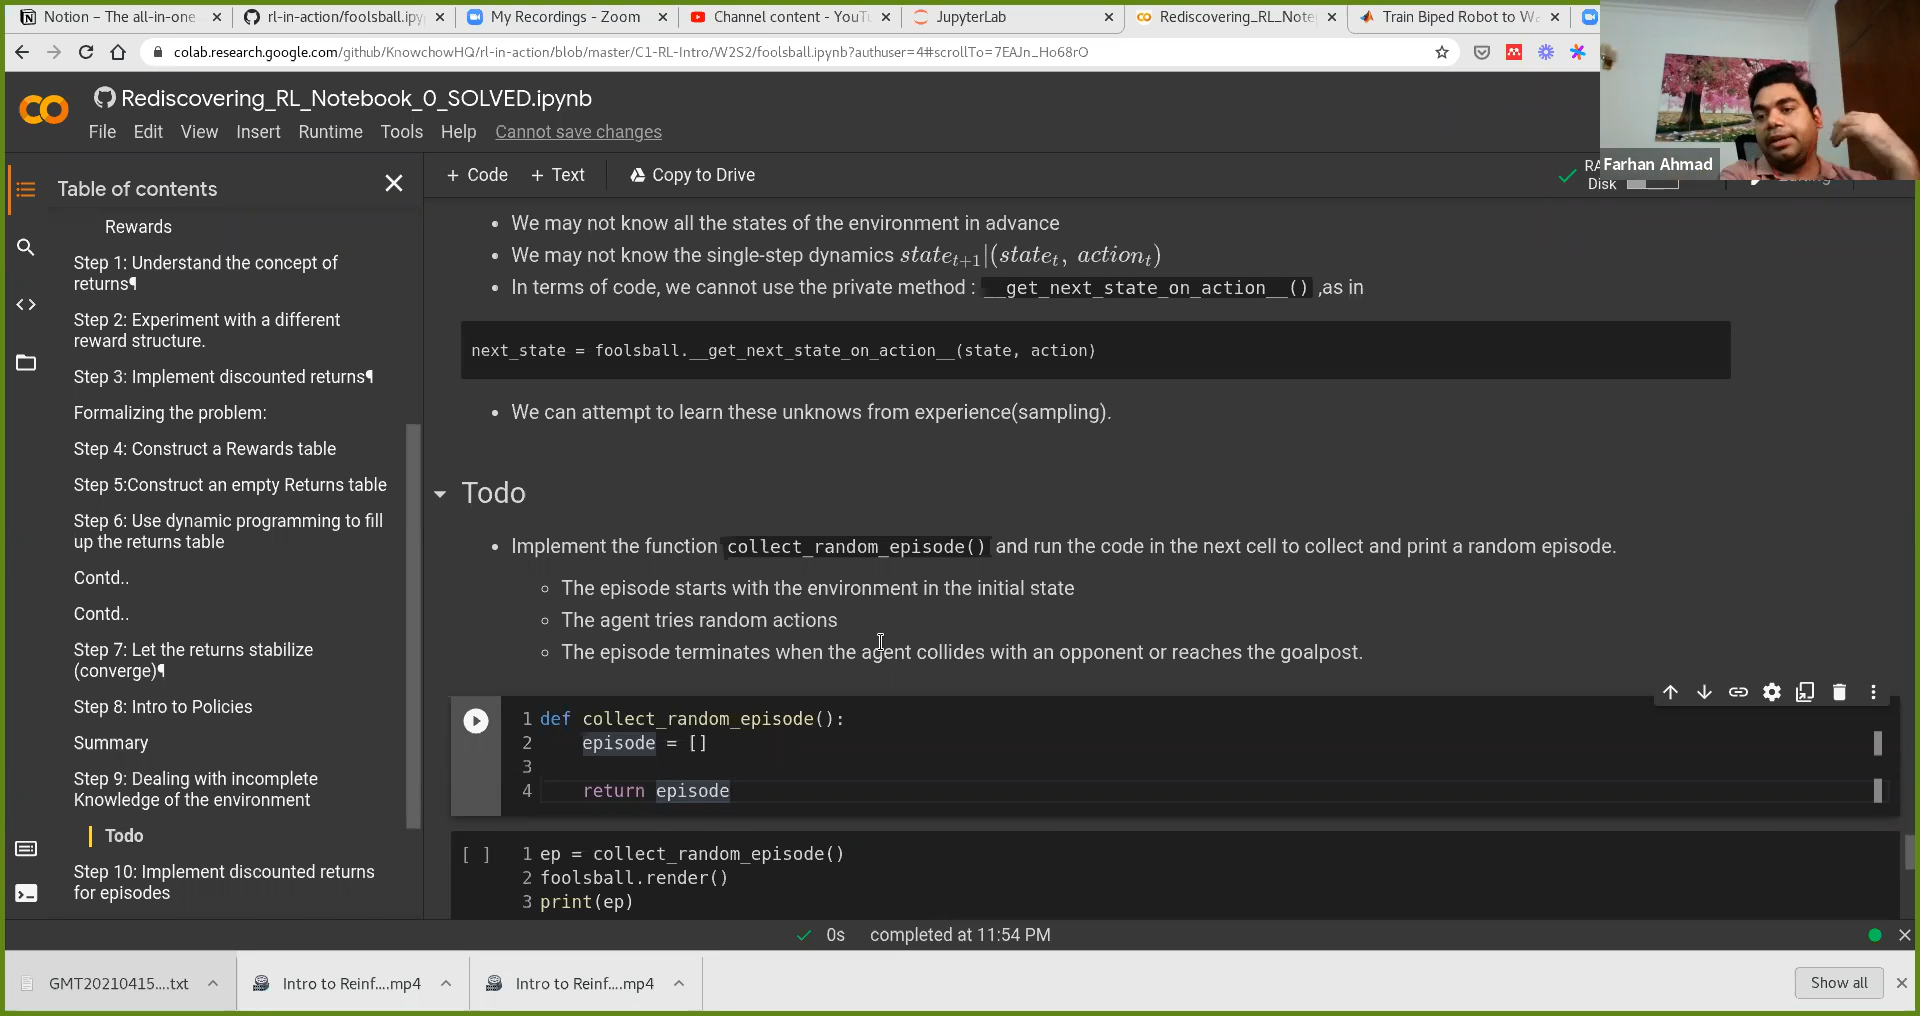 Notion – The all-in-one
rl-in-action/foolsball.ipy
My Recordings - Zoom
Channel content - YouTu
JupyterLab
Rediscovering_RL_Note
Train Biped Robot to Wa
colab.research.google.com/github/KnowchowHQ/rl-in-action/blob/master/C1-RL-Intro/W2S2/foolsball.ipynb?authuser=4#scrollTo=7EAJn_Ho68rO
Rediscovering_RL_Notebook_0_SOLVED.ipynb
File Edit View Insert Runtime Tools Help Cannot save changes
Farhan Ahmad
Table of contents
+ Code + Text Copy to Drive
RA
Disk
Editing
Rewards
Step 1: Understand the concept of
returns¶
Step 2: Experiment with a different
reward structure.
Step 3: Implement discounted returns¶
Formalizing the problem:
Step 4: Construct a Rewards table
Step 5:Construct an empty Returns table
Step 6: Use dynamic programming to fill
up the returns table
Contd..
Contd..
Step 7: Let the returns stabilize
(converge)¶
Step 8: Intro to Policies
Summary
Step 9: Dealing with incomplete
Knowledge of the environment
Todo
Step 10: Implement discounted returns
for episodes
• We may not know all the states of the environment in advance
• We may not know the single-step dynamics state_{t+1}|(state_t, action_t)
• In terms of code, we cannot use the private method : __get_next_state_on_action__() ,as in
next_state = foolsball.__get_next_state_on_action__(state, action)
• We can attempt to learn these unknows from experience(sampling).
Todo
• Implement the function collect_random_episode() and run the code in the next cell to collect and print a random episode.
◦ The episode starts with the environment in the initial state
◦ The agent tries random actions
◦ The episode terminates when the agent collides with an opponent or reaches the goalpost.
1 def collect_random_episode():
2 episode = []
3
4 return episode
[ ] 1 ep = collect_random_episode()
2 foolsball.render()
3 print(ep)
0s completed at 11:54 PM
GMT20210415....txt
Intro to Reinf....mp4
Intro to Reinf....mp4
Show all